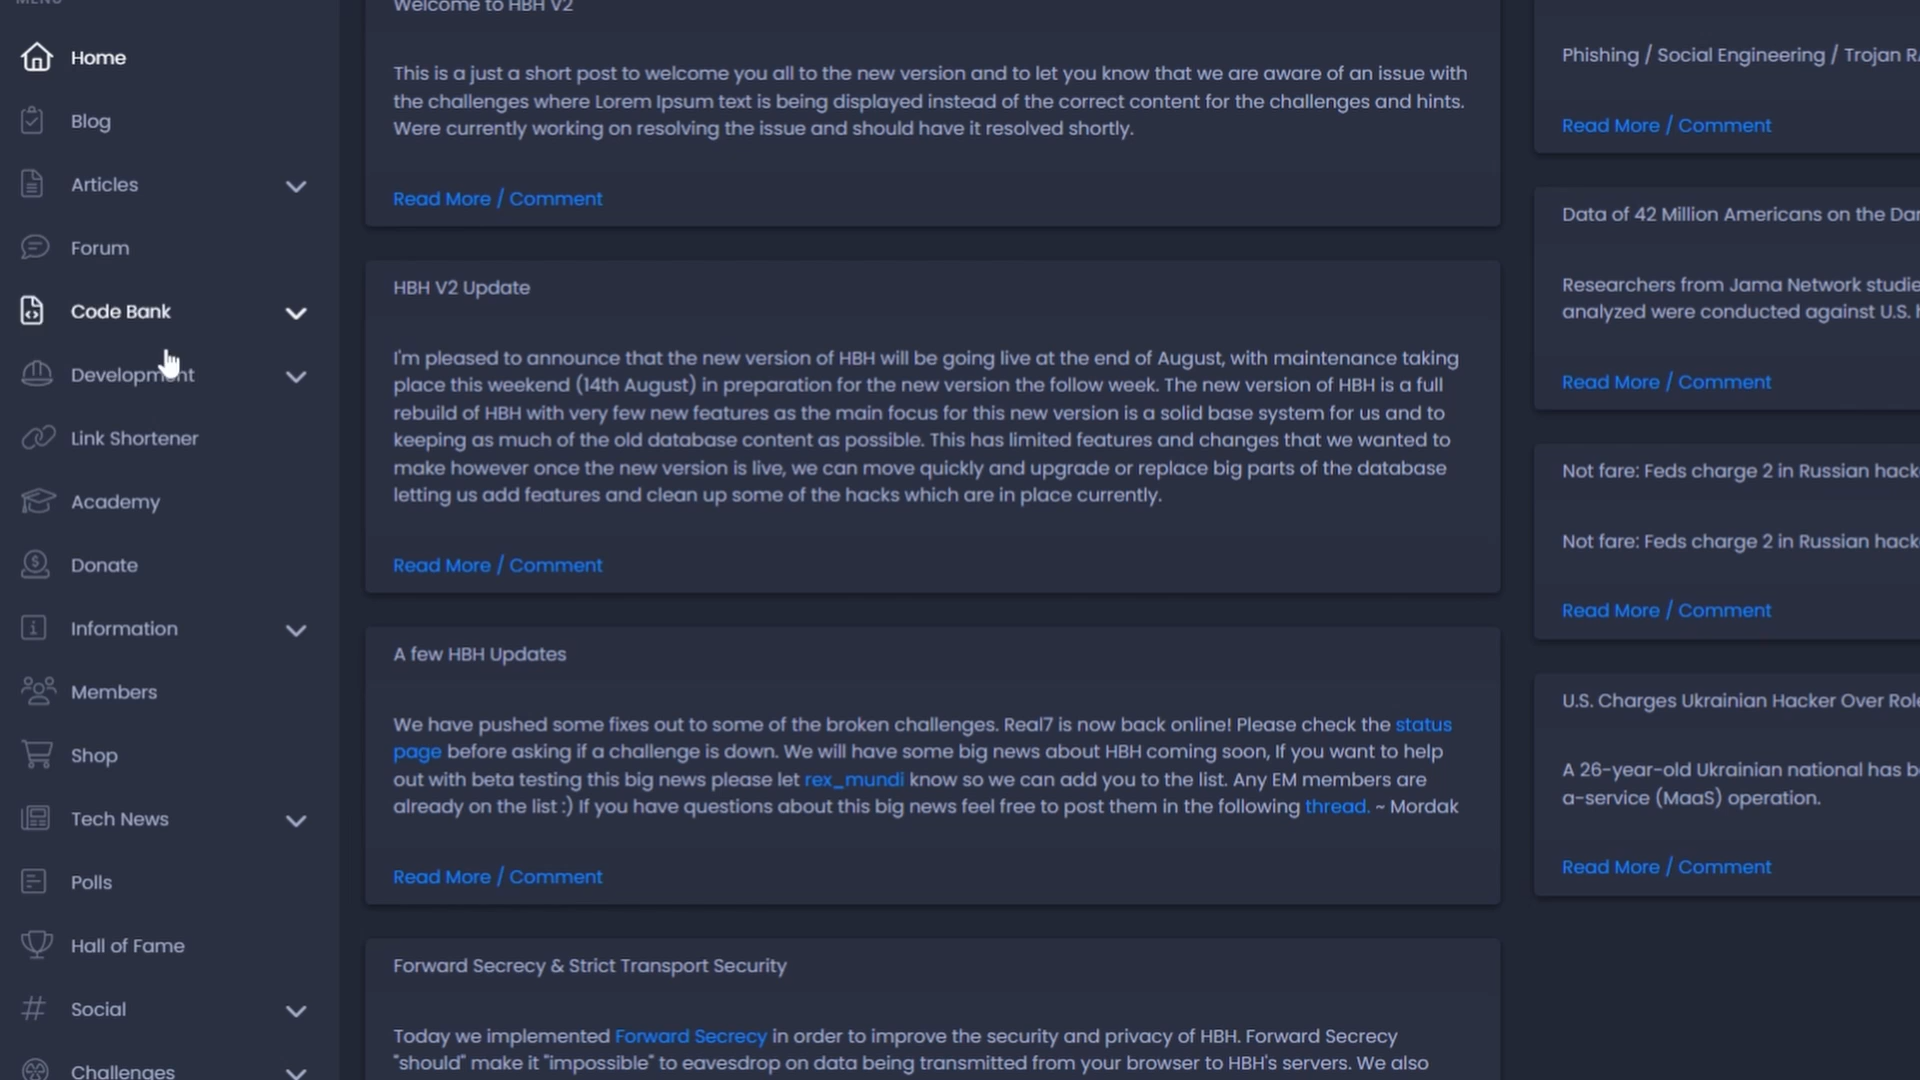 MENU
Home
Blog
Articles
Forum
Code Bank
Development
Link Shortener
Academy
Donate
Information
Members
Shop
Tech News
Polls
Hall of Fame
Social
Challenges
Welcome to HBH V2
This is a just a short post to welcome you all to the new version and to let you know that we are aware of an issue with
the challenges where Lorem Ipsum text is being displayed instead of the correct content for the challenges and hints.
Were currently working on resolving the issue and should have it resolved shortly.
Read More / Comment
HBH V2 Update
I'm pleased to announce that the new version of HBH will be going live at the end of August, with maintenance taking
place this weekend (14th August) in preparation for the new version the follow week. The new version of HBH is a full
rebuild of HBH with very few new features as the main focus for this new version is a solid base system for us and to
keeping as much of the old database content as possible. This has limited features and changes that we wanted to
make however once the new version is live, we can move quickly and upgrade or replace big parts of the database
letting us add features and clean up some of the hacks which are in place currently.
Read More / Comment
A few HBH Updates
We have pushed some fixes out to some of the broken challenges. Real7 is now back online! Please check the status
page before asking if a challenge is down. We will have some big news about HBH coming soon, If you want to help
out with beta testing this big news please let rex_mundi know so we can add you to the list. Any EM members are
already on the list :) If you have questions about this big news feel free to post them in the following thread. ~ Mordak
Read More / Comment
Forward Secrecy & Strict Transport Security
Today we implemented Forward Secrecy in order to improve the security and privacy of HBH. Forward Secrecy
"should" make it "impossible" to eavesdrop on data being transmitted from your browser to HBH's servers. We also
Phishing / Social Engineering / Trojan
Read More / Comment
Data of 42 Million Americans on the
Researchers from Jama Network
analyzed were conducted against U.S.
Read More / Comment
Not fare: Feds charge 2 in Russian
Not fare: Feds charge 2 in Russian
Read More / Comment
U.S. Charges Ukrainian Hacker Over
A 26-year-old Ukrainian national has
a-service (MaaS) operation.
Read More / Comment